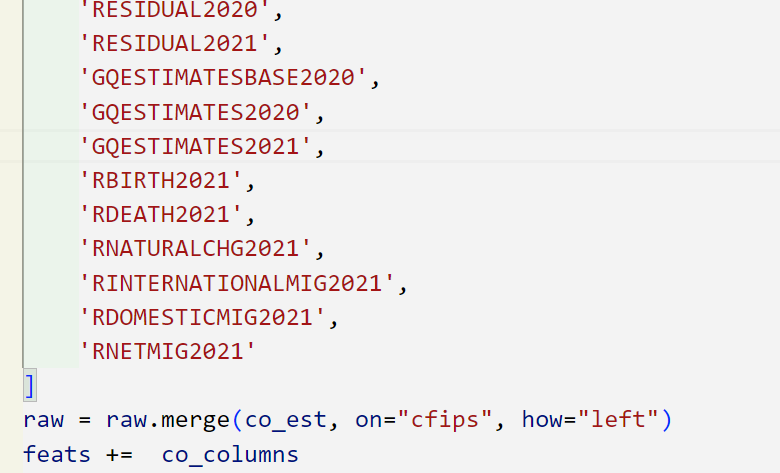 'RESIDUAL2020',
'RESIDUAL2021',
'GQESTIMATESBASE2020',
'GQESTIMATES2020',
'GQESTIMATES2021',
'RBIRTH2021',
'RDEATH2021',
'RNATURALCHG2021',
'RINTERNATIONALMIG2021',
'RDOMESTICMIG2021',
'RNETMIG2021'
]
raw = raw.merge(co_est, on="cfips", how="left")
feats +=  co_columns